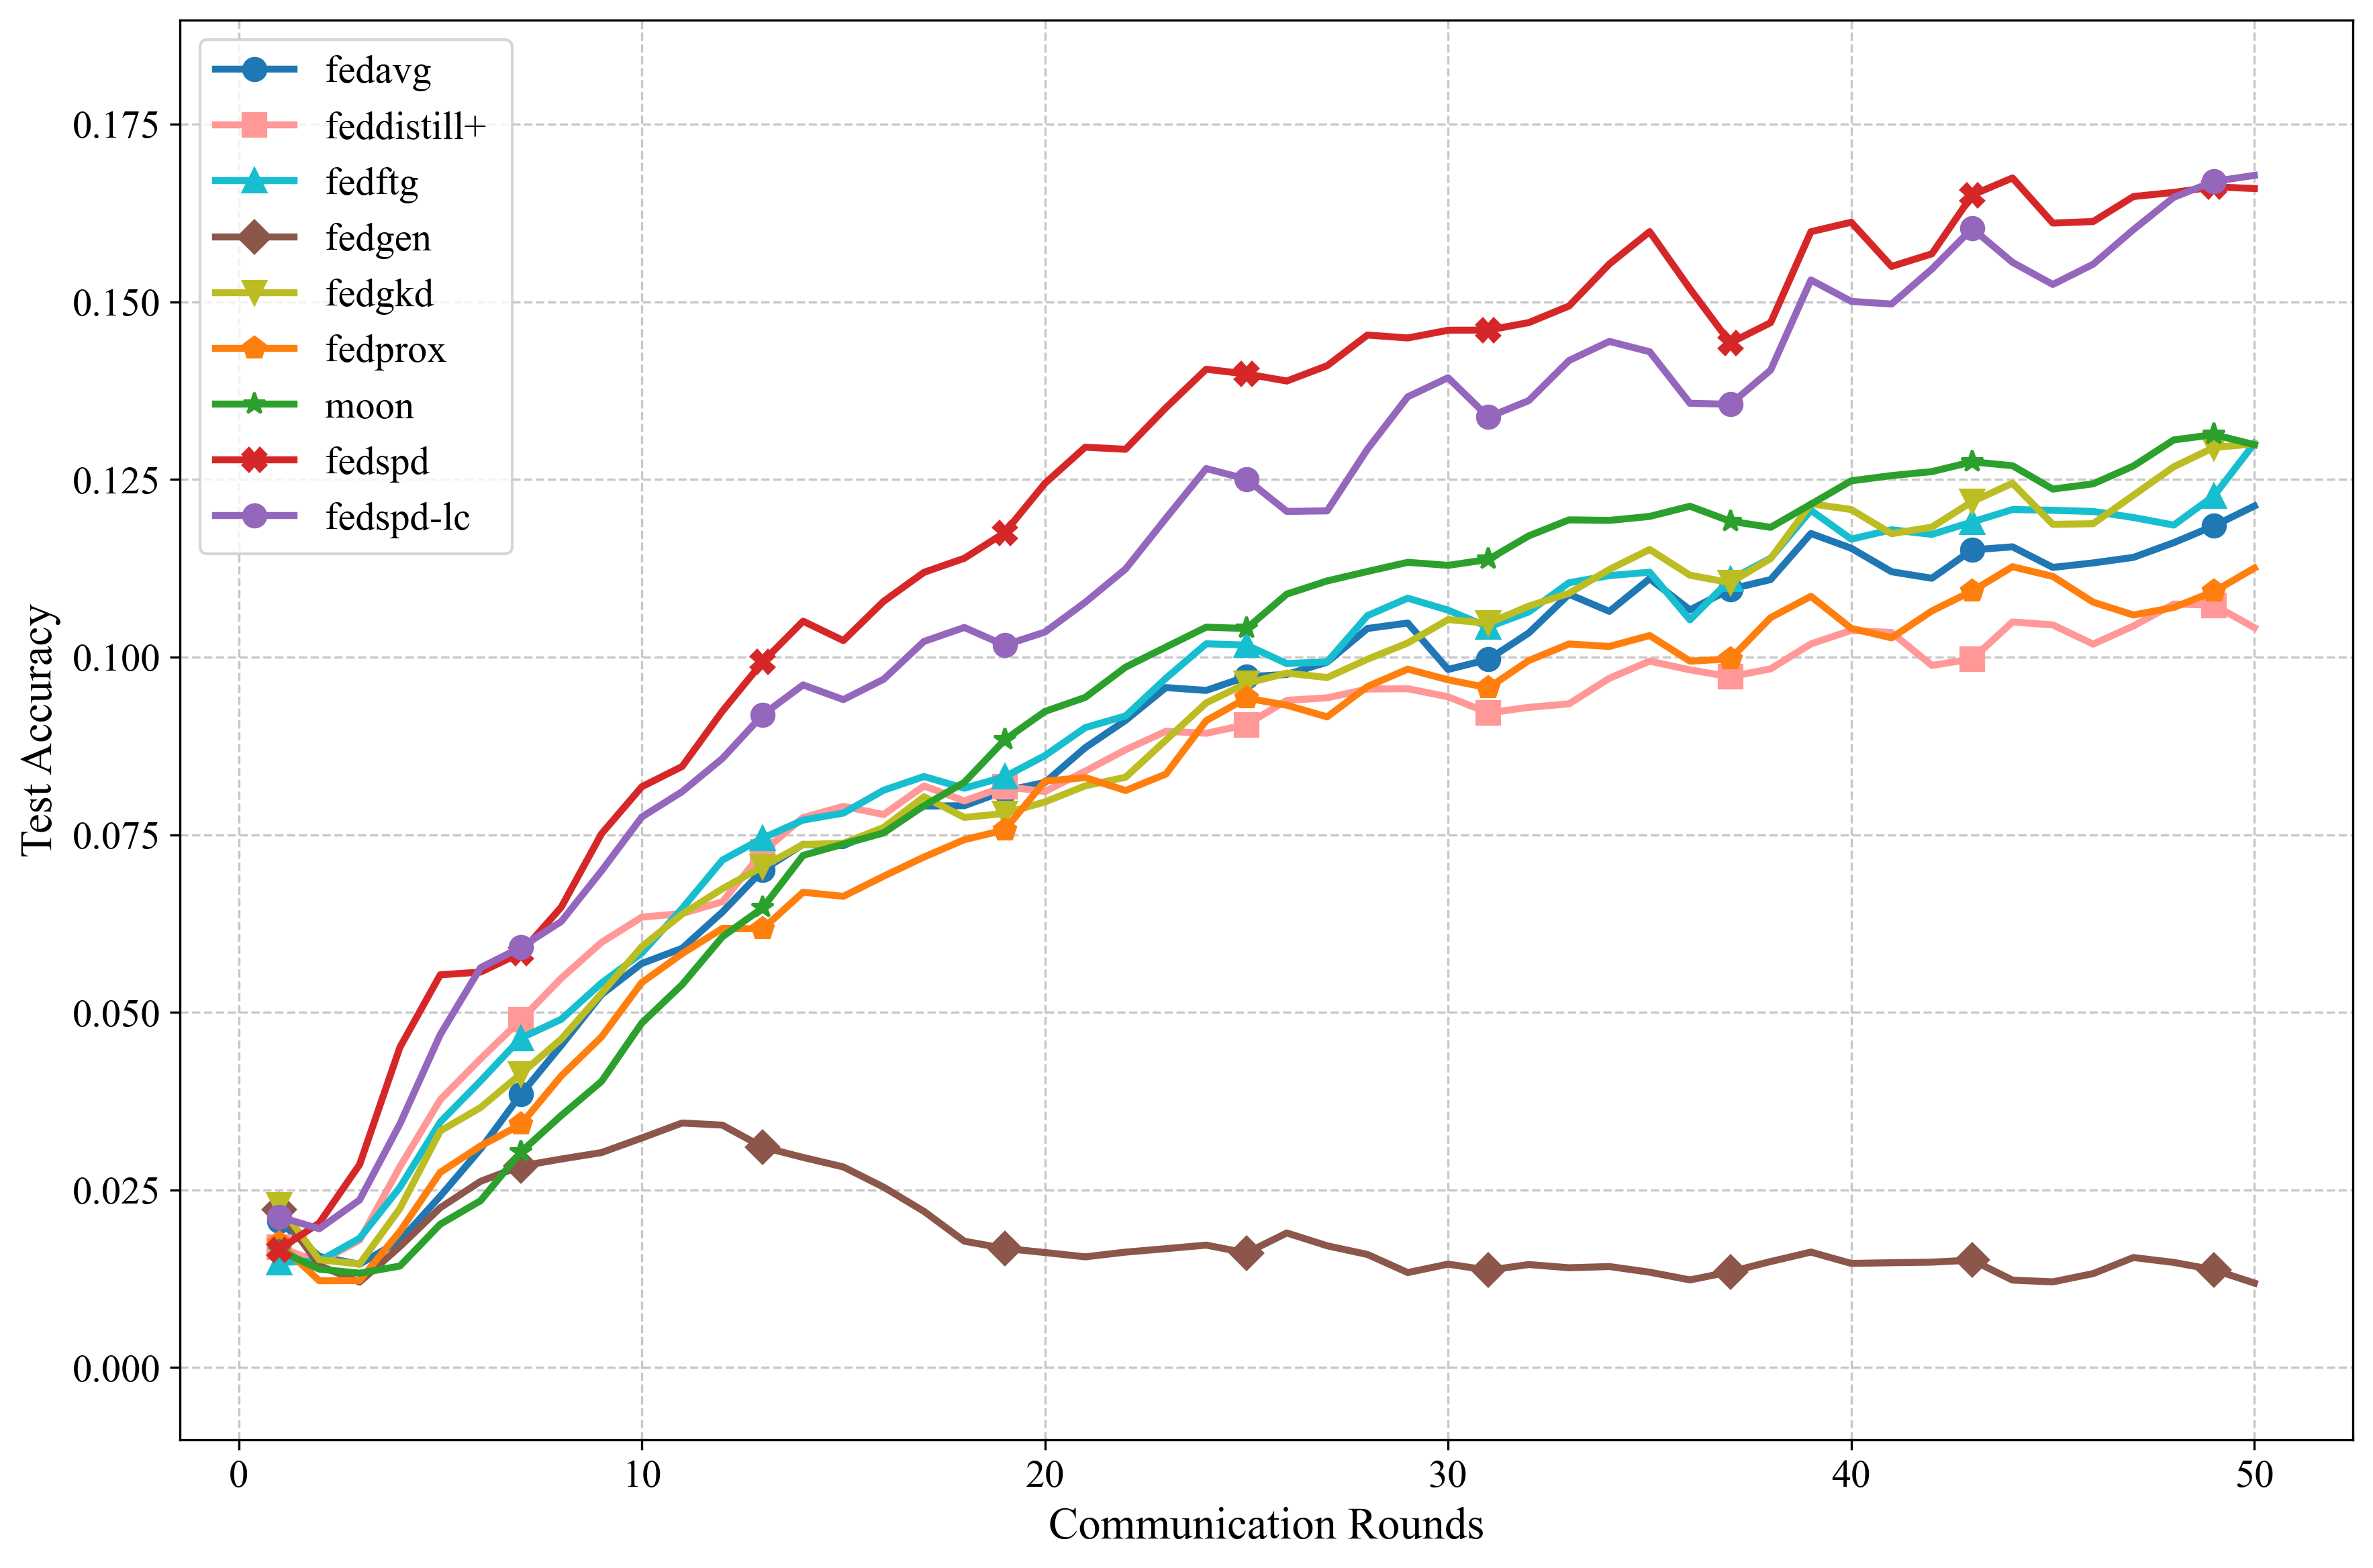 fedavg
feddistill+
fedftg
fedgen
fedgkd
fedprox
moon
fedspd
fedspd-lc
0.175
0.150
0.125
0.100
0.075
0.050
0.025
0.000
Test Accuracy
0 10 20 30 40 50
Communication Rounds